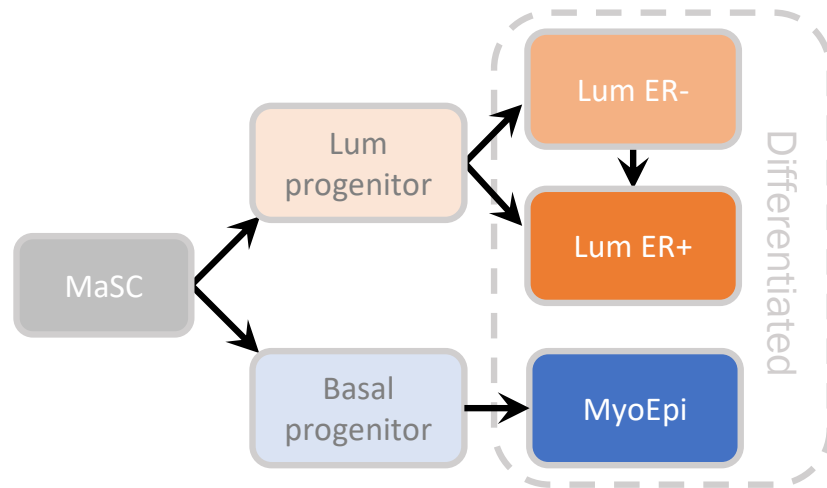 MaSC
Lum
progenitor
Basal
progenitor
Lum ER-
Lum ER+
MyoEpi
Differentiated